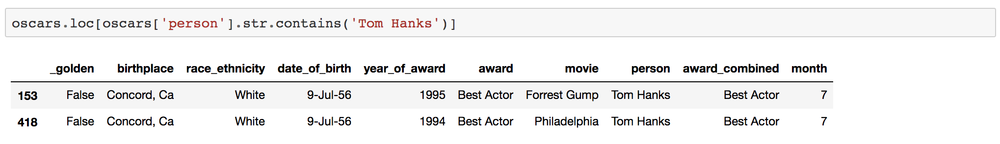 oscars.loc[oscars['person'].str.contains('Tom Hanks')]
_golden birthplace race_ethnicity date_of_birth year_of_award award movie person award_combined month
153 False Concord, Ca White 9-Jul-56 1995 Best Actor Forrest Gump Tom Hanks Best Actor 7
418 False Concord, Ca White 9-Jul-56 1994 Best Actor Philadelphia Tom Hanks Best Actor 7